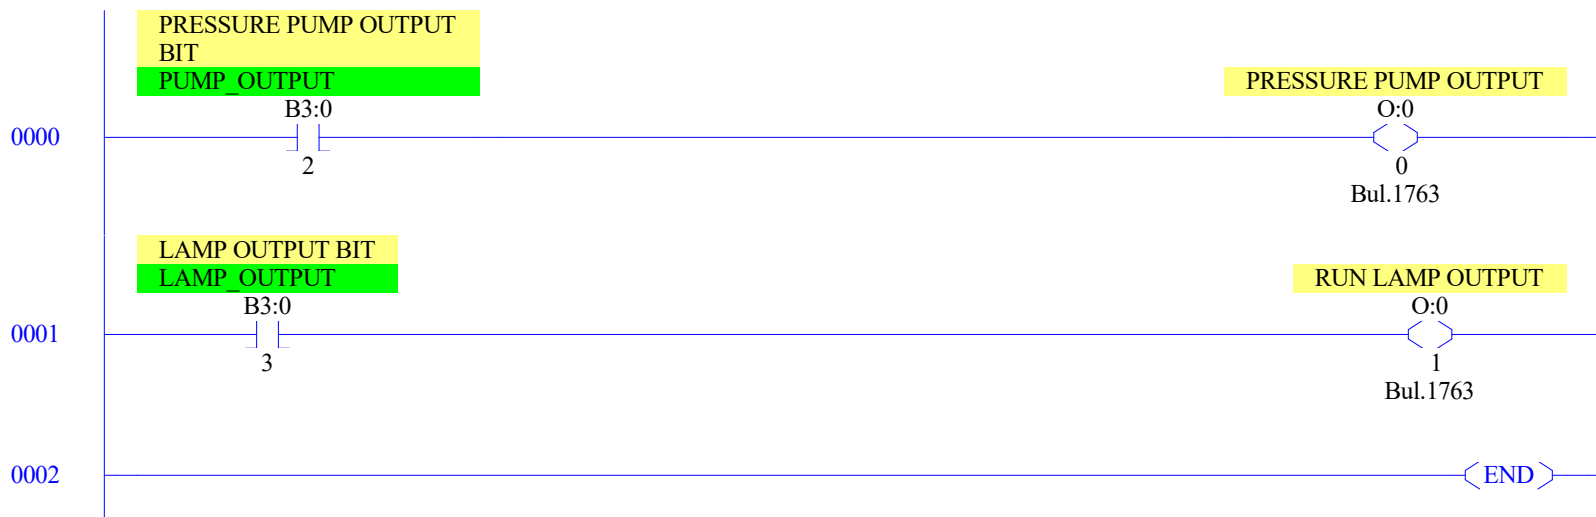 PRESSURE PUMP OUTPUT
BIT
PUMP_OUTPUT
PRESSURE PUMP OUTPUT
B3:0
O:0
0000
2
0
Bul.1763
LAMP OUTPUT BIT
LAMP_OUTPUT
RUN LAMP OUTPUT
B3:0
O:0
0001
3
1
Bul.1763
0002
END